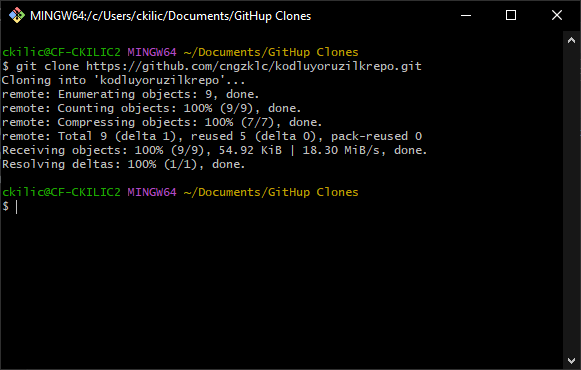 MINGW64:/c/Users/ckilic/Documents/GitHup Clones
ckilic@CF-CKILIC2 MINGW64 ~/Documents/GitHup Clones
$ git clone https://github.com/cngzklc/kodluyoruzilkrepo.git
Cloning into 'kodluyoruzilkrepo'...
remote: Enumerating objects: 9, done.
remote: Counting objects: 100% (9/9), done.
remote: Compressing objects: 100% (7/7), done.
remote: Total 9 (delta 1), reused 5 (delta 0), pack-reused 0
Receiving objects: 100% (9/9), 54.92 KiB | 18.30 MiB/s, done.
Resolving deltas: 100% (1/1), done.
ckilic@CF-CKILIC2 MINGW64 ~/Documents/GitHup Clones
$